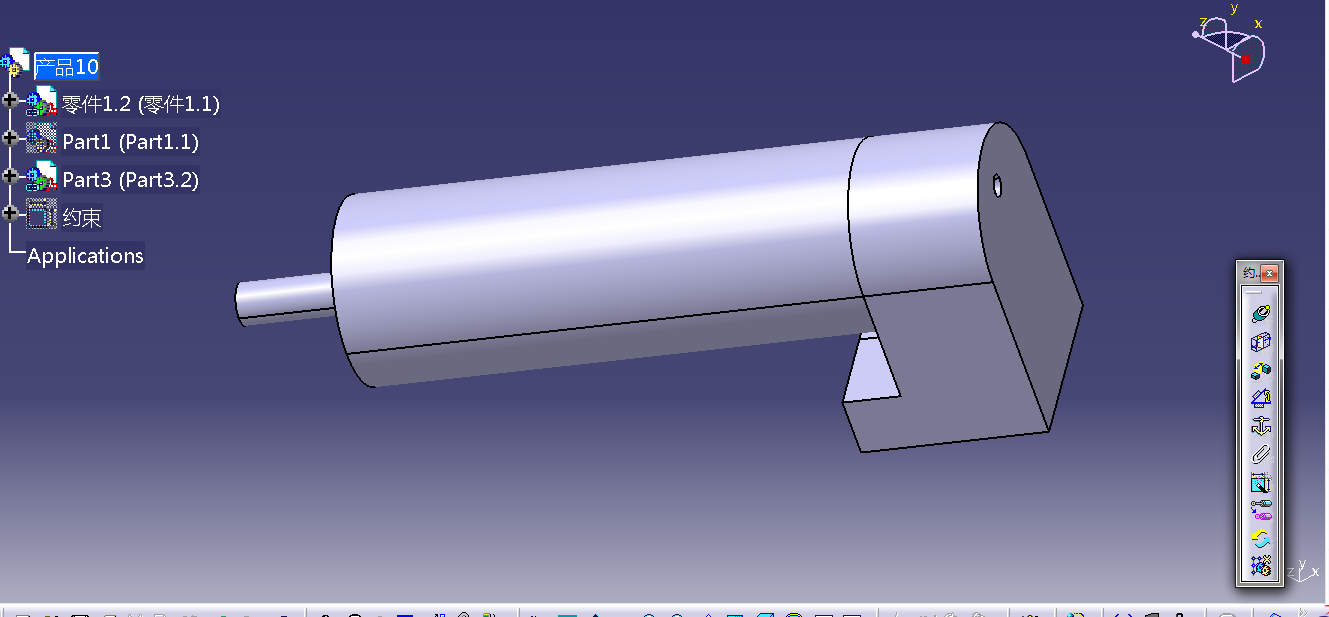 y
z
x
产品10
零件1.2 (零件1.1)
Part1 (Part1.1)
Part3 (Part3.2)
约束
Applications
约..
y
z
x